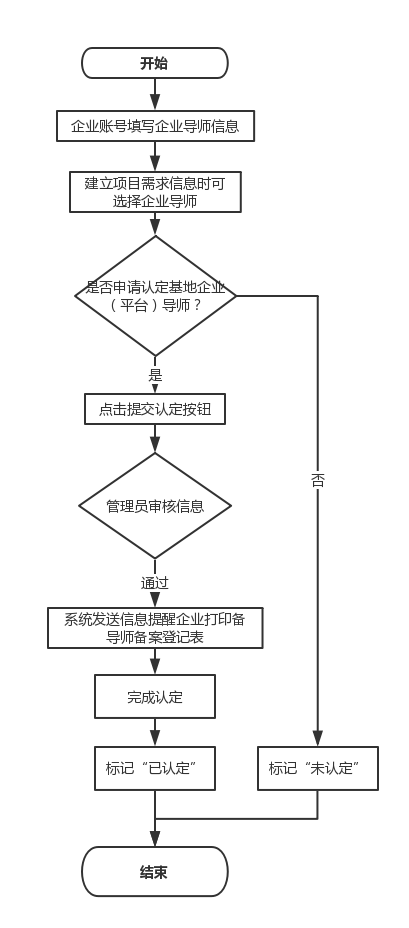 开始
企业账号填写企业导师信息
建立项目需求信息时可
选择企业导师
是否申请认定基地企业
（平台）导师？
是
点击提交认定按钮
否
管理员审核信息
通过
系统发送信息提醒企业打印备
导师备案登记表
完成认定
标记“已认定”
标记“未认定”
结束